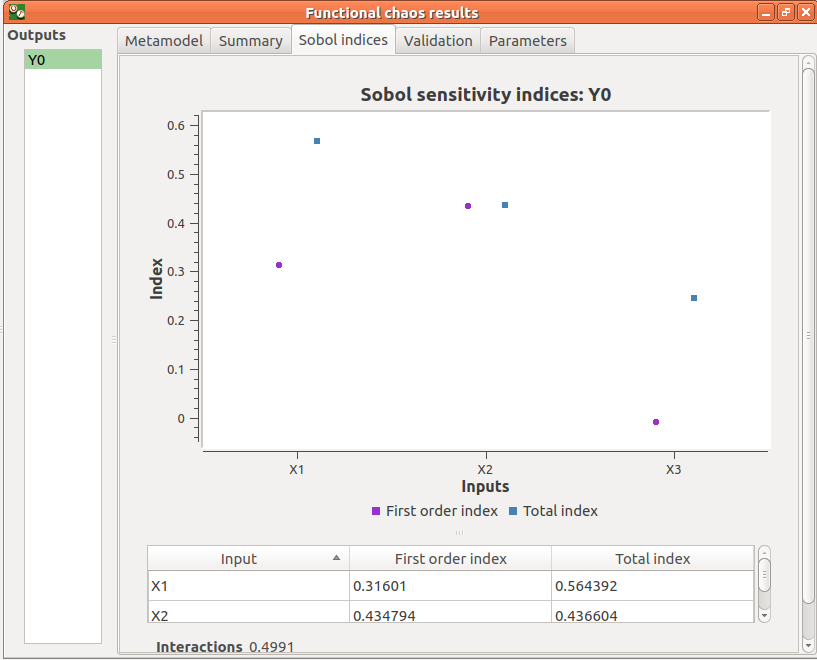 Functional chaos results
Outputs
Y0
Metamodel Summary Sobol indices Validation Parameters
Sobol sensitivity indices: Y0
0.6
0.5
0.4
0.3
0.2
0.1
0
Index
X1 X2 X3
Inputs
First order index Total index
Input First order index Total index
X1 0.31601 0.564392
X2 0.434794 0.436604
Interactions 0.4991